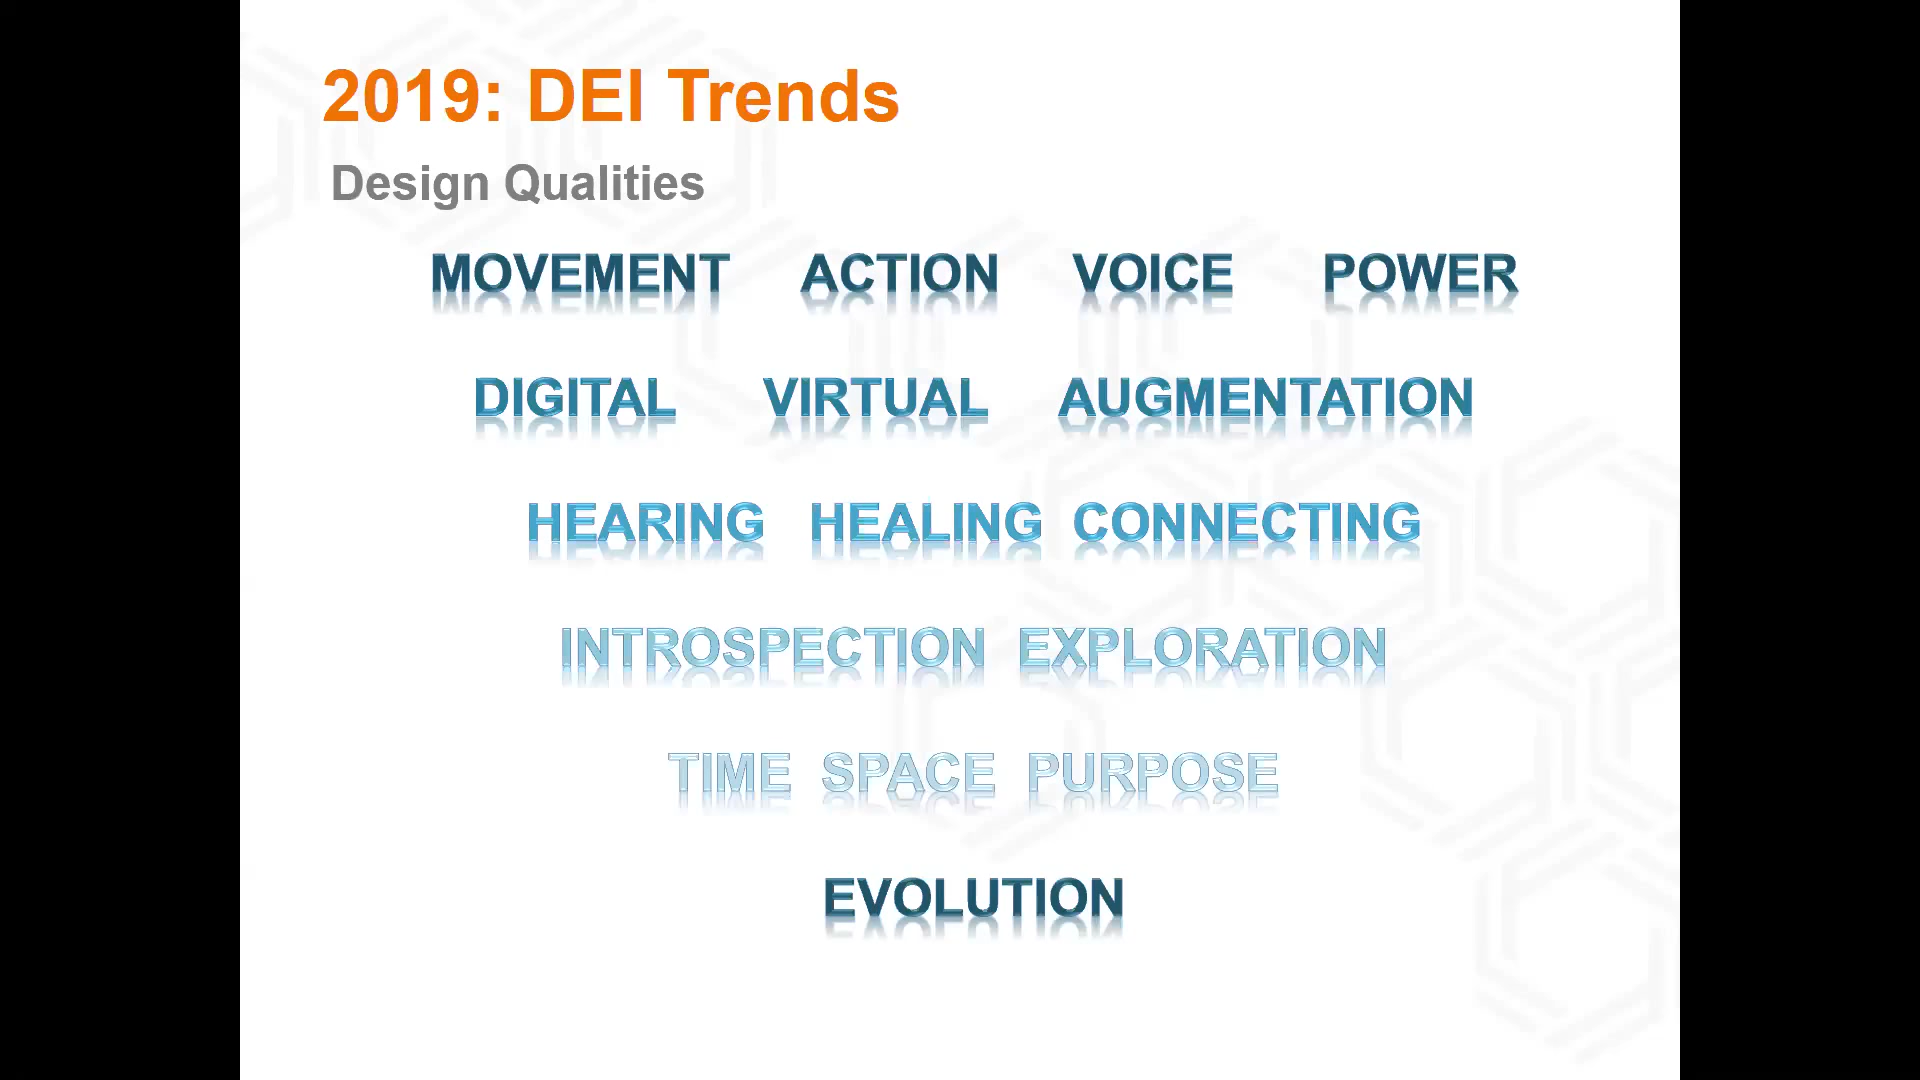 2019: DEI Trends
Design Qualities
MOVEMENT ACTION VOICE POWER
DIGITAL VIRTUAL AUGMENTATION
HEARING HEALING CONNECTING
INTROSPECTION EXPLORATION
TIME SPACE PURPOSE
EVOLUTION